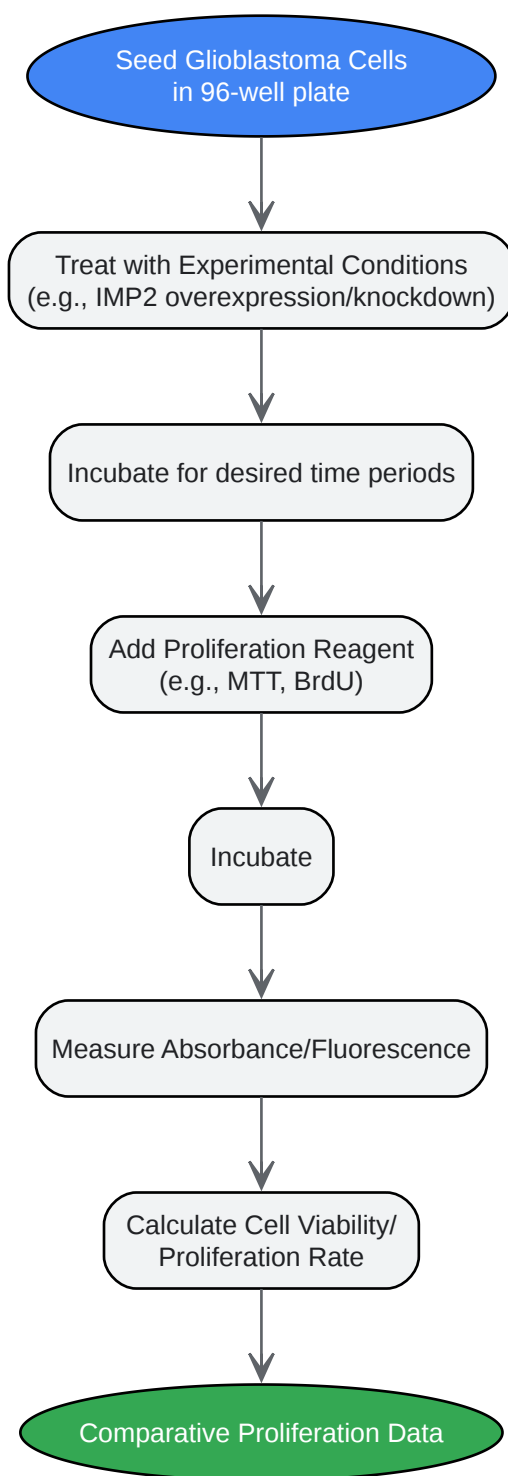 Seed Glioblastoma Cells
in 96-well plate
Treat with Experimental Conditions
(e.g., IMP2 overexpression/knockdown)
Incubate for desired time periods
Add Proliferation Reagent
(e.g., MTT, BrdU)
Incubate
Measure Absorbance/Fluorescence
Calculate Cell Viability/
Proliferation Rate
Comparative Proliferation Data